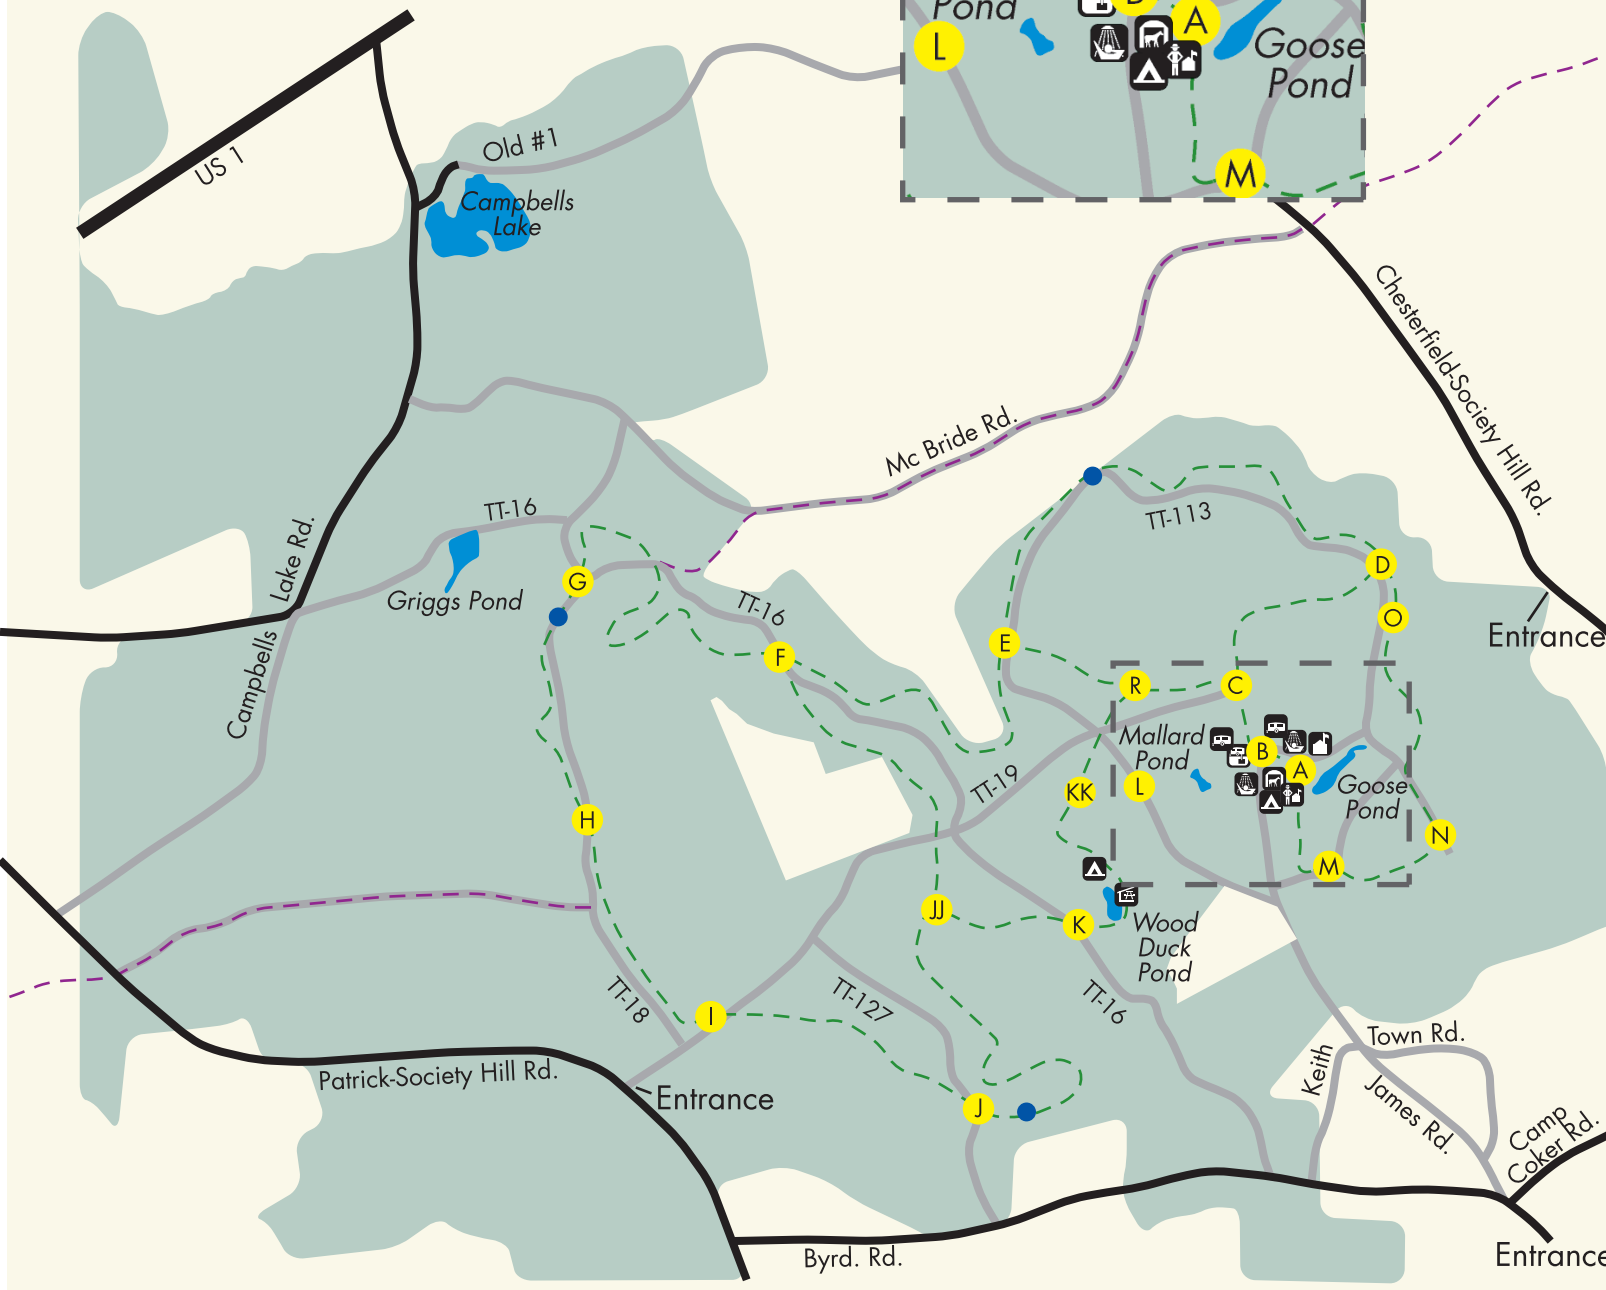 Pond
B
A
L
Goose
Pond
M
US 1
Old #1
Campbells
Lake
Chesterfield-Society Hill Rd.
Mc Bride Rd.
TT-16
TT-113
D
Lake Rd.
G
Griggs Pond
TT-16
O
Campbells
E
F
Entrance
R
C
Mallard
Pond
B
A
TT-19
KK
L
Goose
Pond
H
N
M
JJ
K
Wood
Duck
Pond
TT-18
I
TT-127
TT-16
Town Rd.
Keith
Patrick-Society Hill Rd.
Entrance
J
James Rd.
Camp
Coker Rd.
Byrd. Rd.
Entrance